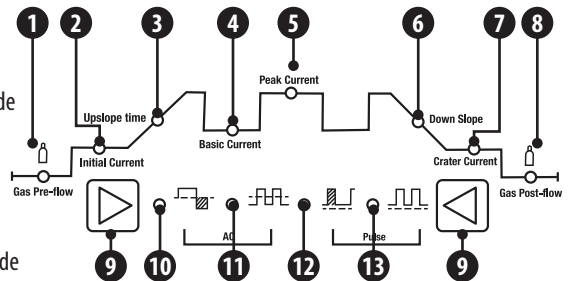 1 2 3 4 5 6 7 8
de
Peak Current
Upslope time
Down Slope
Basic Current
Initial Current
Crater Current
Gas Pre-flow
Gas Post-flow
AC
Pulse
de
9 10 11 12 13 9